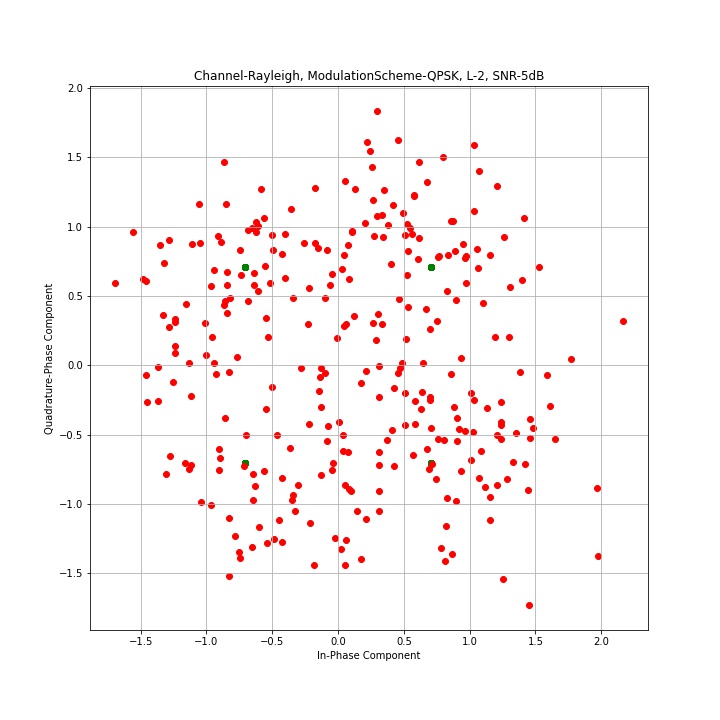 Channel-Rayleigh, ModulationScheme-QPSK, L-2, SNR-5dB
2.0
1.5
1.0
0.5
0.0
−0.5
−1.0
−1.5
Quadrature-Phase Component
−1.5 −1.0 −0.5 0.0 0.5 1.0 1.5 2.0
In-Phase Component